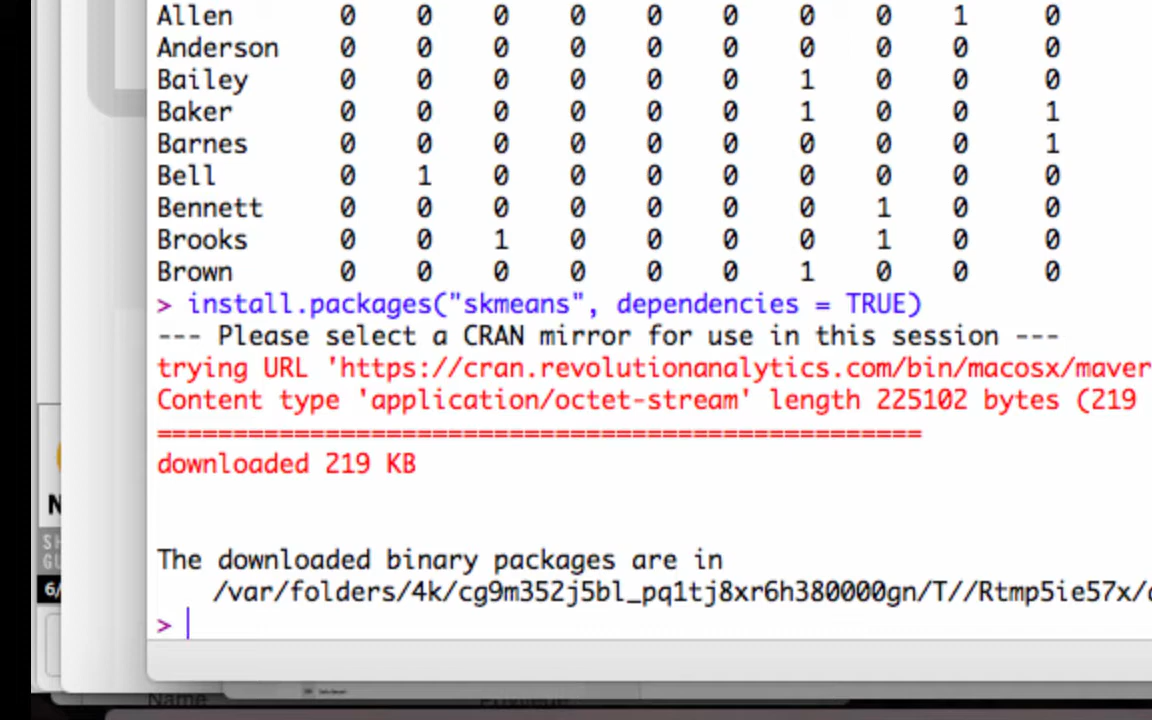 Allen 0 0 0 0 0 0 0 0 1 0
Anderson 0 0 0 0 0 0 0 0 0 0
Bailey 0 0 0 0 0 0 1 0 0 0
Baker 0 0 0 0 0 0 1 0 0 1
Barnes 0 0 0 0 0 0 0 0 0 1
Bell 0 1 0 0 0 0 0 0 0 0
Bennett 0 0 0 0 0 0 0 1 0 0
Brooks 0 0 1 0 0 0 0 1 0 0
Brown 0 0 0 0 0 0 1 0 0 0
> install.packages("skmeans", dependencies = TRUE)
--- Please select a CRAN mirror for use in this session ---
trying URL 'https://cran.revolutionanalytics.com/bin/macosx/maver
Content type 'application/octet-stream' length 225102 bytes (219
==================================================
downloaded 219 KB
The downloaded binary packages are in
/var/folders/4k/cg9m352j5bl_pq1tj8xr6h380000gn/T//Rtmp5ie57x/
>
N
SH
GU
6/
Name